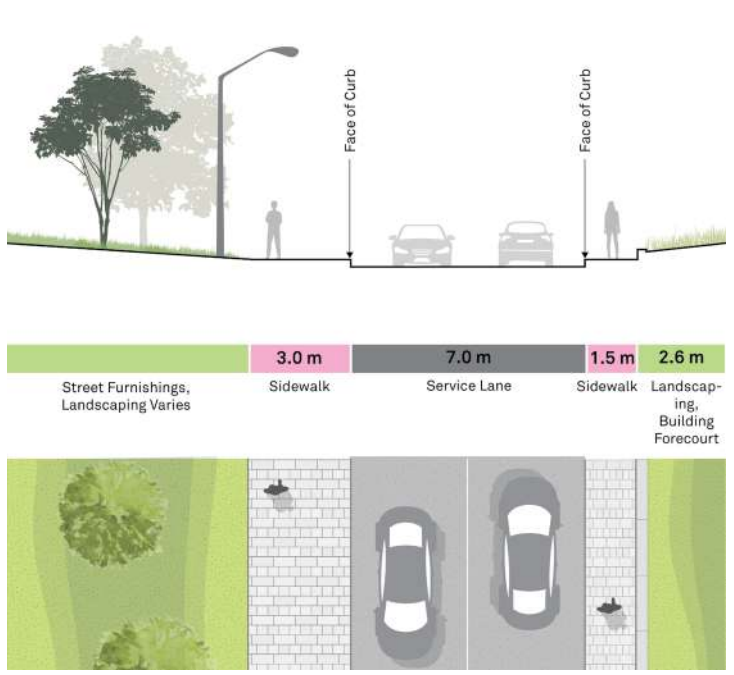 Face of Curb
Face of Curb
3.0 m
7.0 m
1.5 m
2.6 m
Street Furnishings,
Landscaping Varies
Sidewalk
Service Lane
Sidewalk
Landscap-
ing,
Building
Forecourt